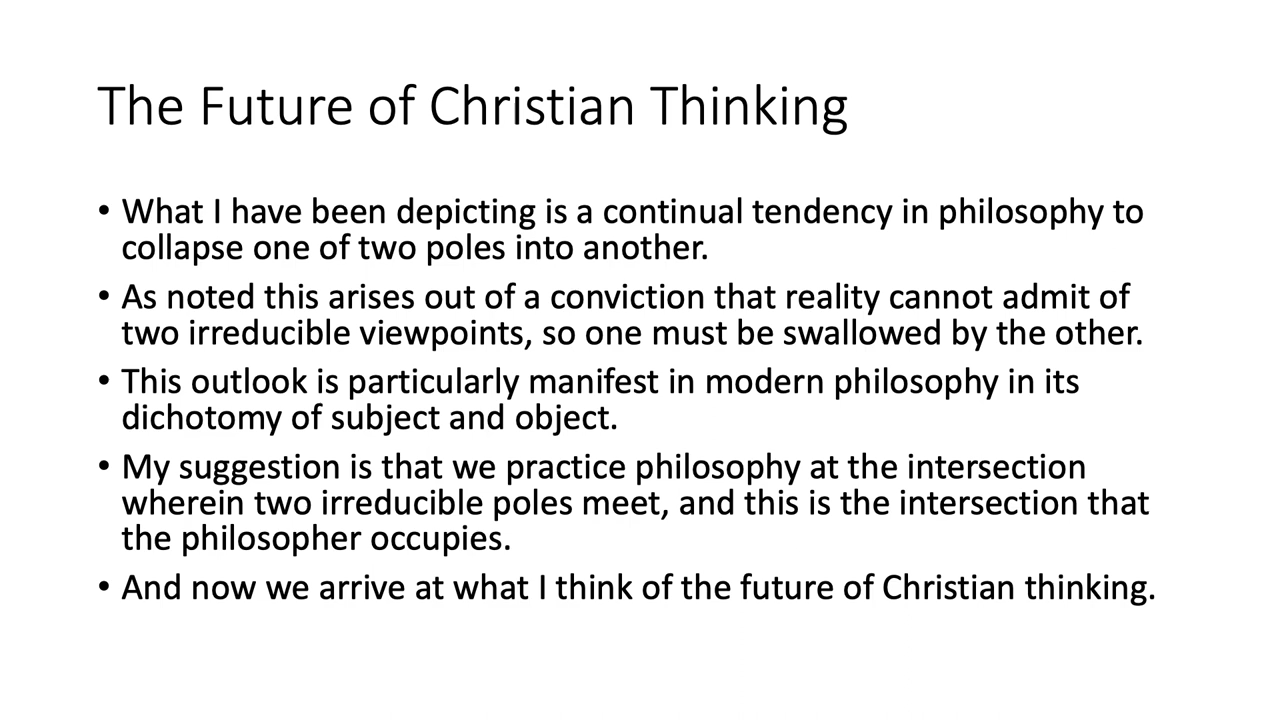 The Future of Christian Thinking
• What I have been depicting is a continual tendency in philosophy to
collapse one of two poles into another.
• As noted this arises out of a conviction that reality cannot admit of
two irreducible viewpoints, so one must be swallowed by the other.
• This outlook is particularly manifest in modern philosophy in its
dichotomy of subject and object.
• My suggestion is that we practice philosophy at the intersection
wherein two irreducible poles meet, and this is the intersection that
the philosopher occupies.
• And now we arrive at what I think of the future of Christian thinking.